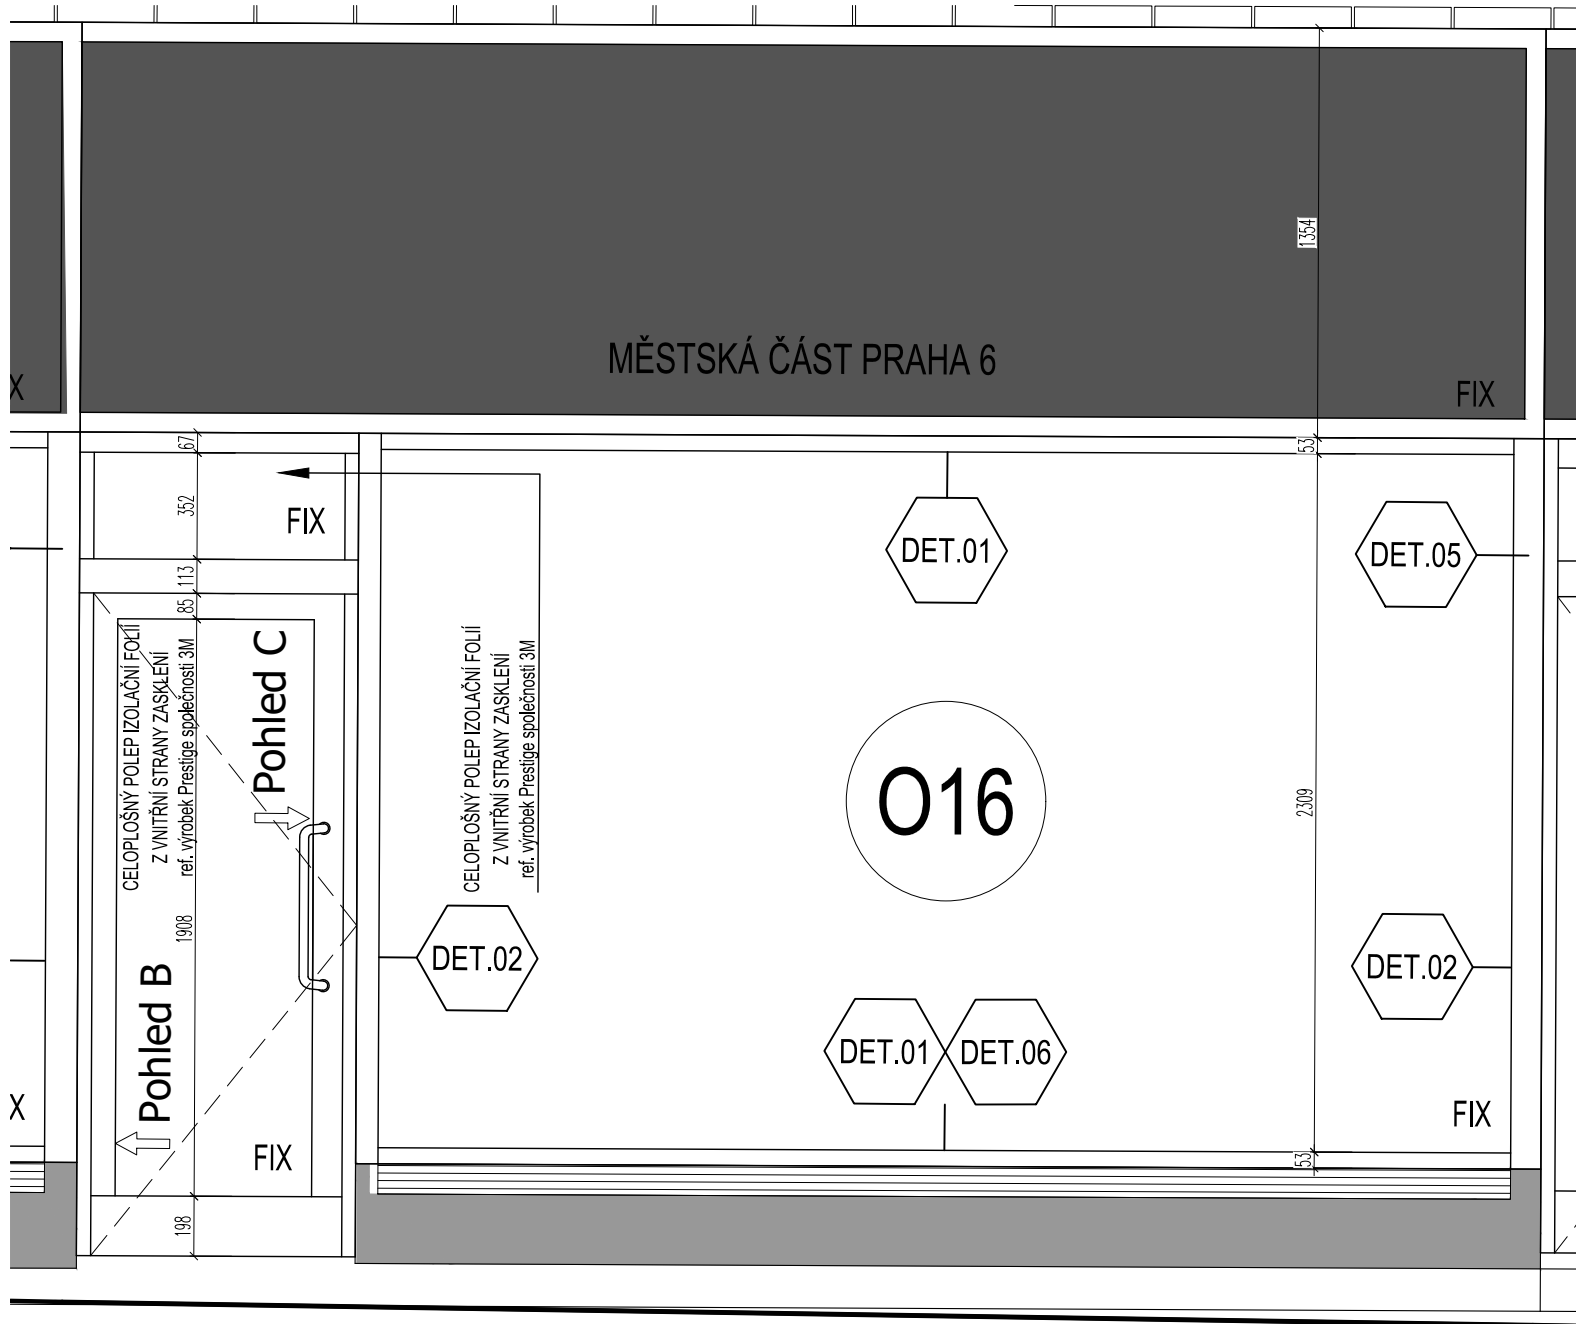 1354
MĚSTSKÁ ČÁST PRAHA 6
X
FIX
67
53
352
FIX
DET.01
DET.05
113
85
CELOPLOŠNÝ POLEP IZOLAČNÍ FOLIÍ
Z VNITŘNÍ STRANY ZASKLENÍ
ref. výrobek Prestige společnosti 3M
Pohled C
CELOPLOŠNÝ POLEP IZOLAČNÍ FOLIÍ
Z VNITŘNÍ STRANY ZASKLENÍ
ref. výrobek Prestige společnosti 3M
O16
2309
1908
Pohled B
DET.02
DET.02
DET.01
DET.06
X
FIX
FIX
53
198